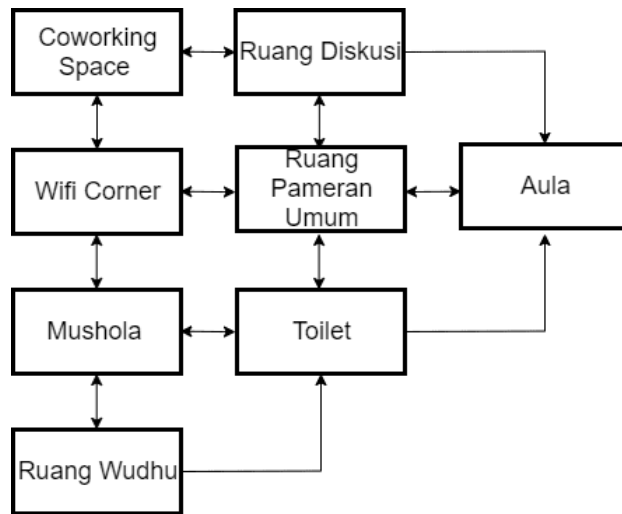 Coworking
Space
Ruang Diskusi
Wifi Corner
Ruang
Pameran
Umum
Aula
Mushola
Toilet
Ruang Wudhu